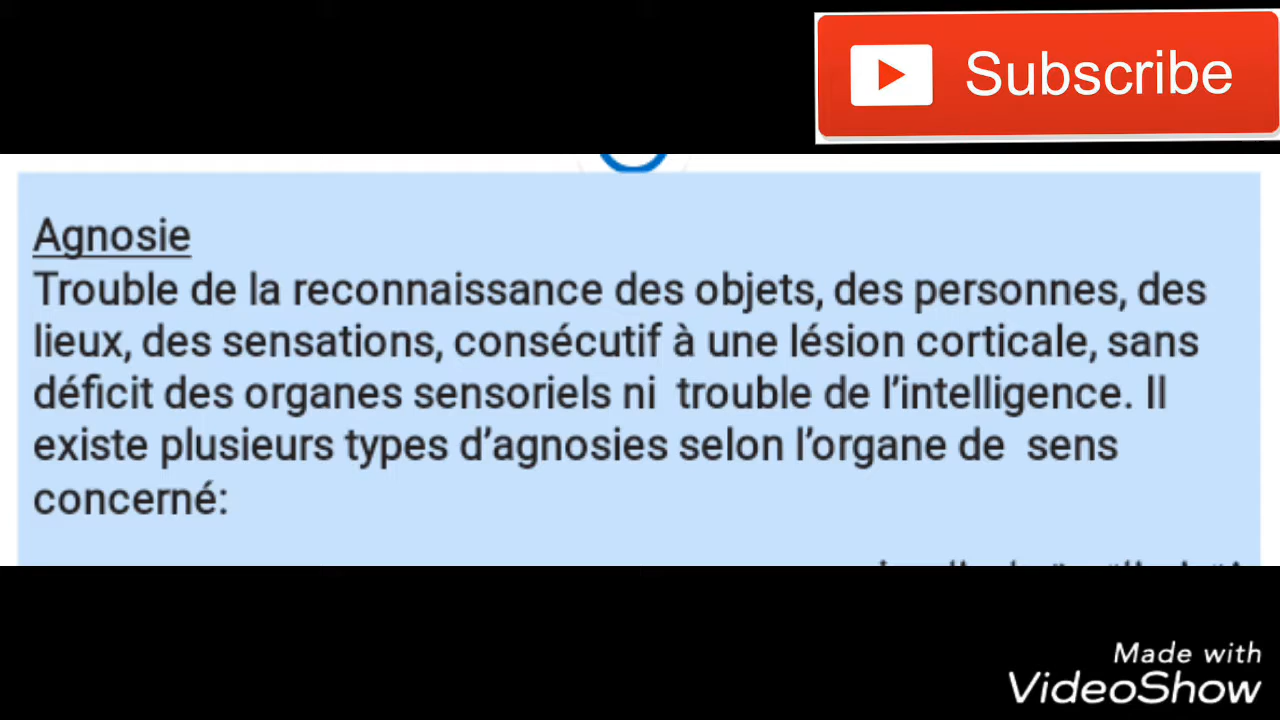 Subscribe
Agnosie
Trouble de la reconnaissance des objets, des personnes, des
lieux, des sensations, consécutif à une lésion corticale, sans
déficit des organes sensoriels ni trouble de l’intelligence. Il
existe plusieurs types d’agnosies selon l’organe de sens
concerné:
Made with
VideoShow